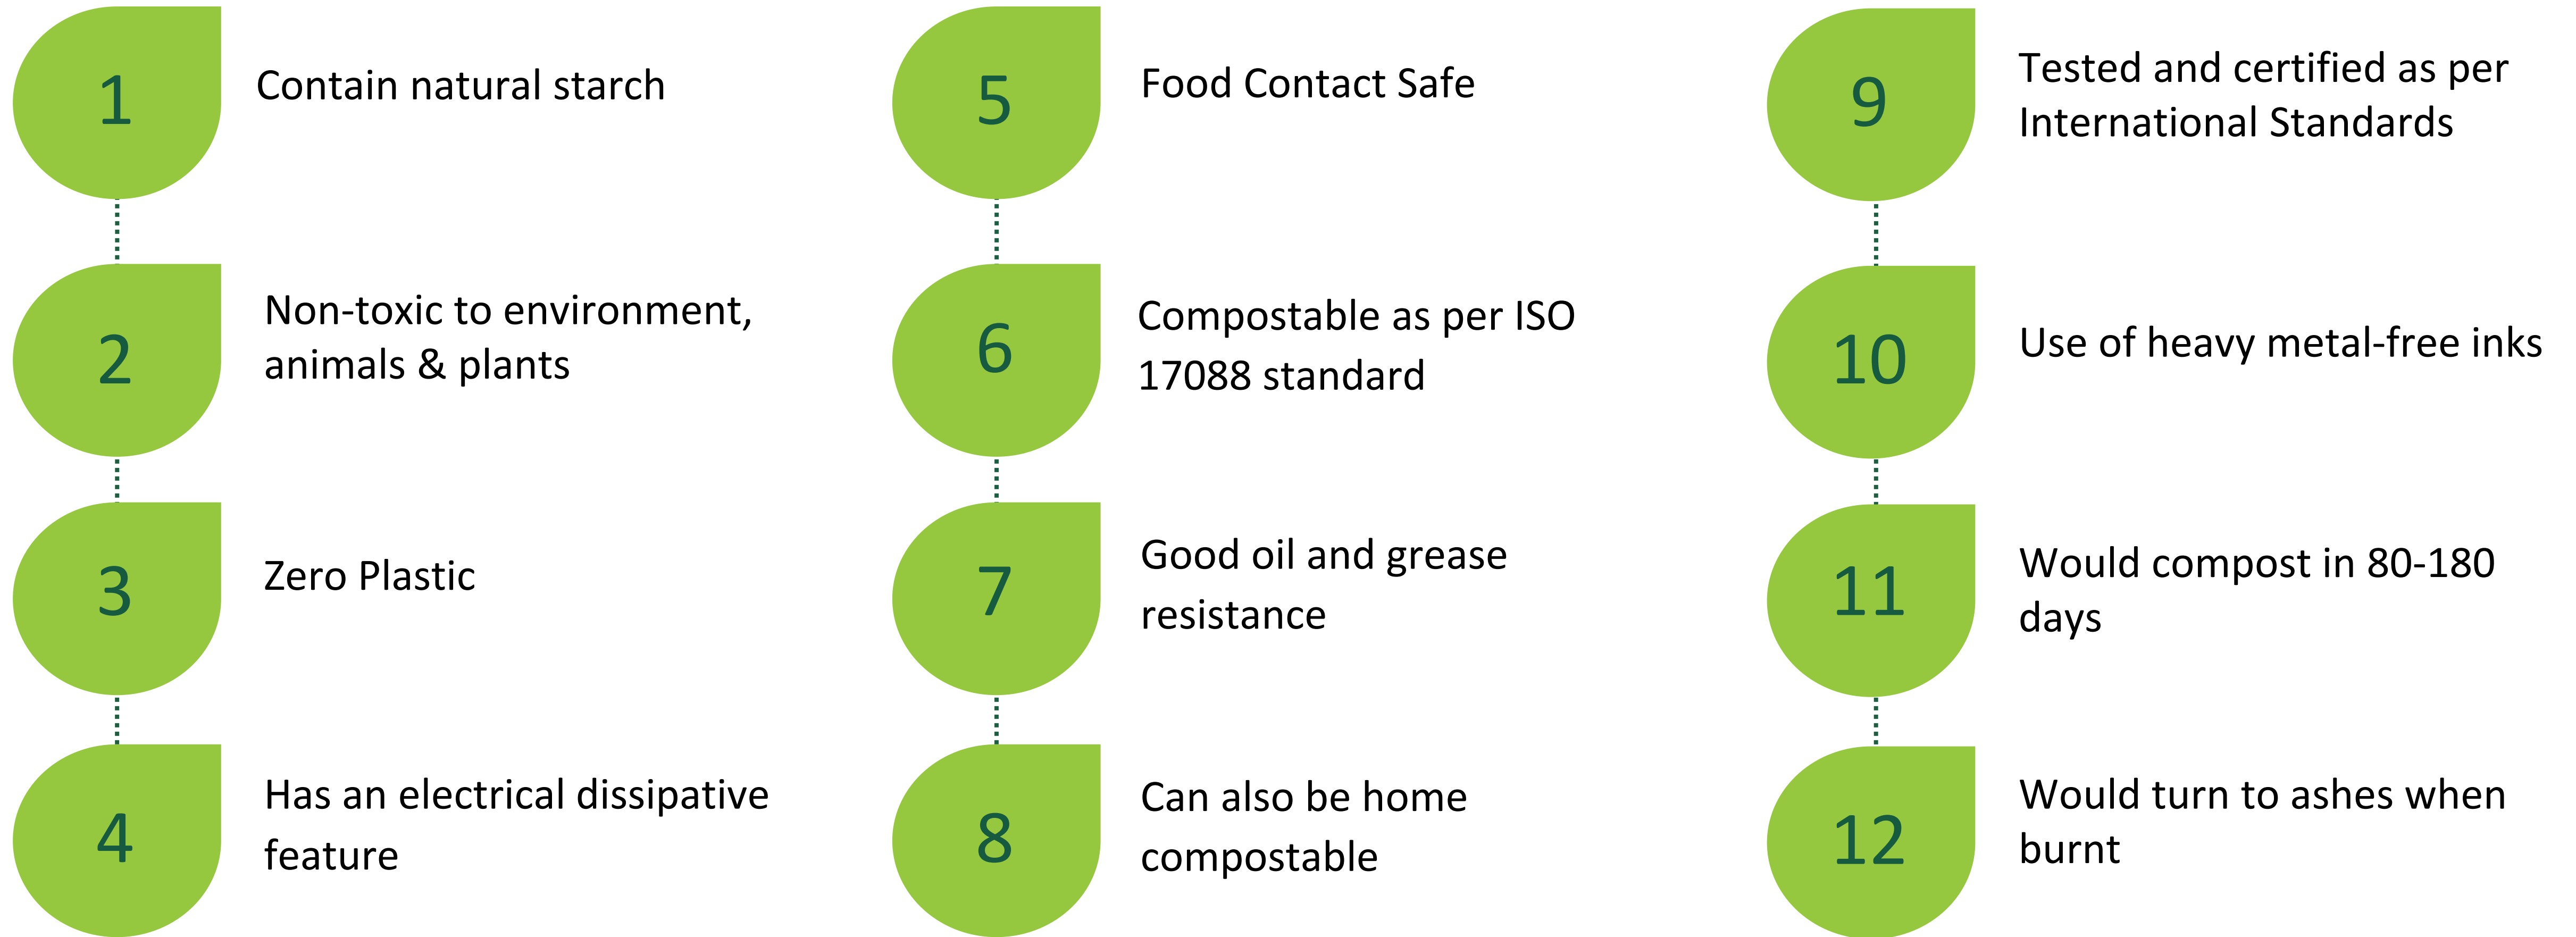 1
Contain natural starch
2
Non-toxic to environment,
animals & plants
3
Zero Plastic
4
Has an electrical dissipative
feature
5
Food Contact Safe
6
Compostable as per ISO
17088 standard
7
Good oil and grease
resistance
8
Can also be home
compostable
9
Tested and certified as per
International Standards
10
Use of heavy metal-free inks
11
Would compost in 80-180
days
12
Would turn to ashes when
burnt